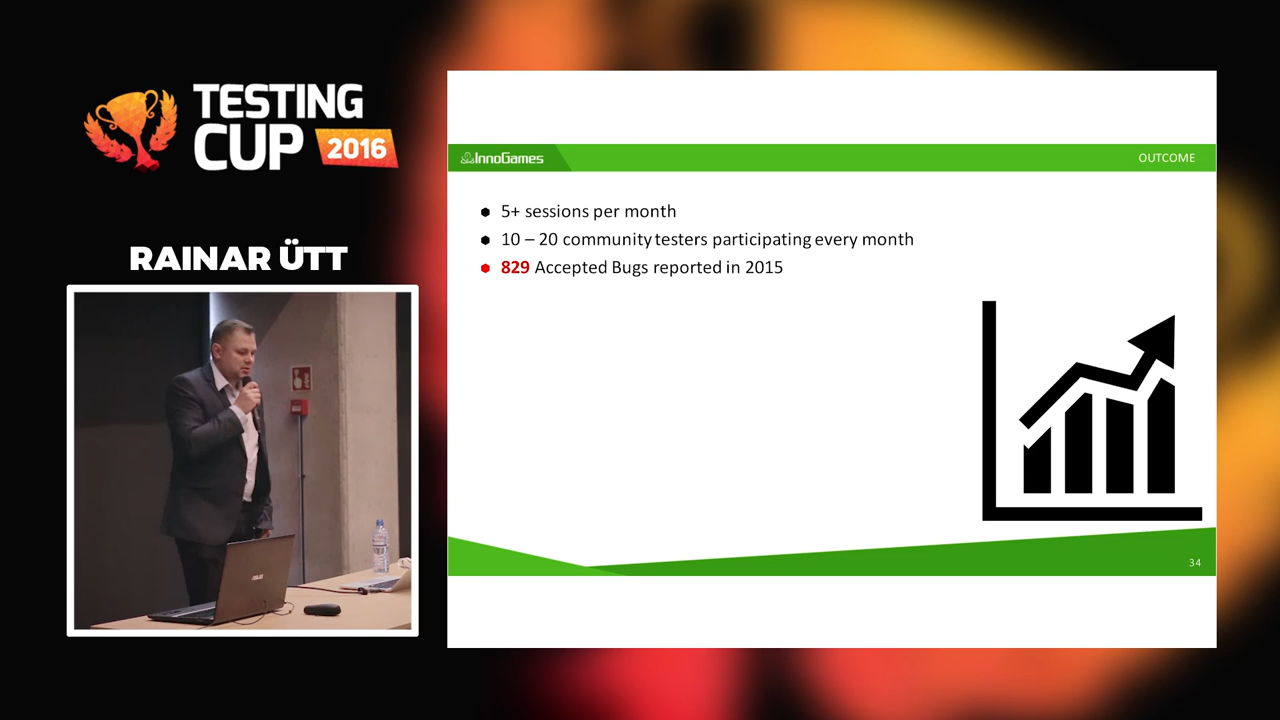 TESTING
CUP 2016
RAINAR ÜTT
ASUS
InnoGames
OUTCOME
5+ sessions per month
10 – 20 community testers participating every month
829 Accepted Bugs reported in 2015
34